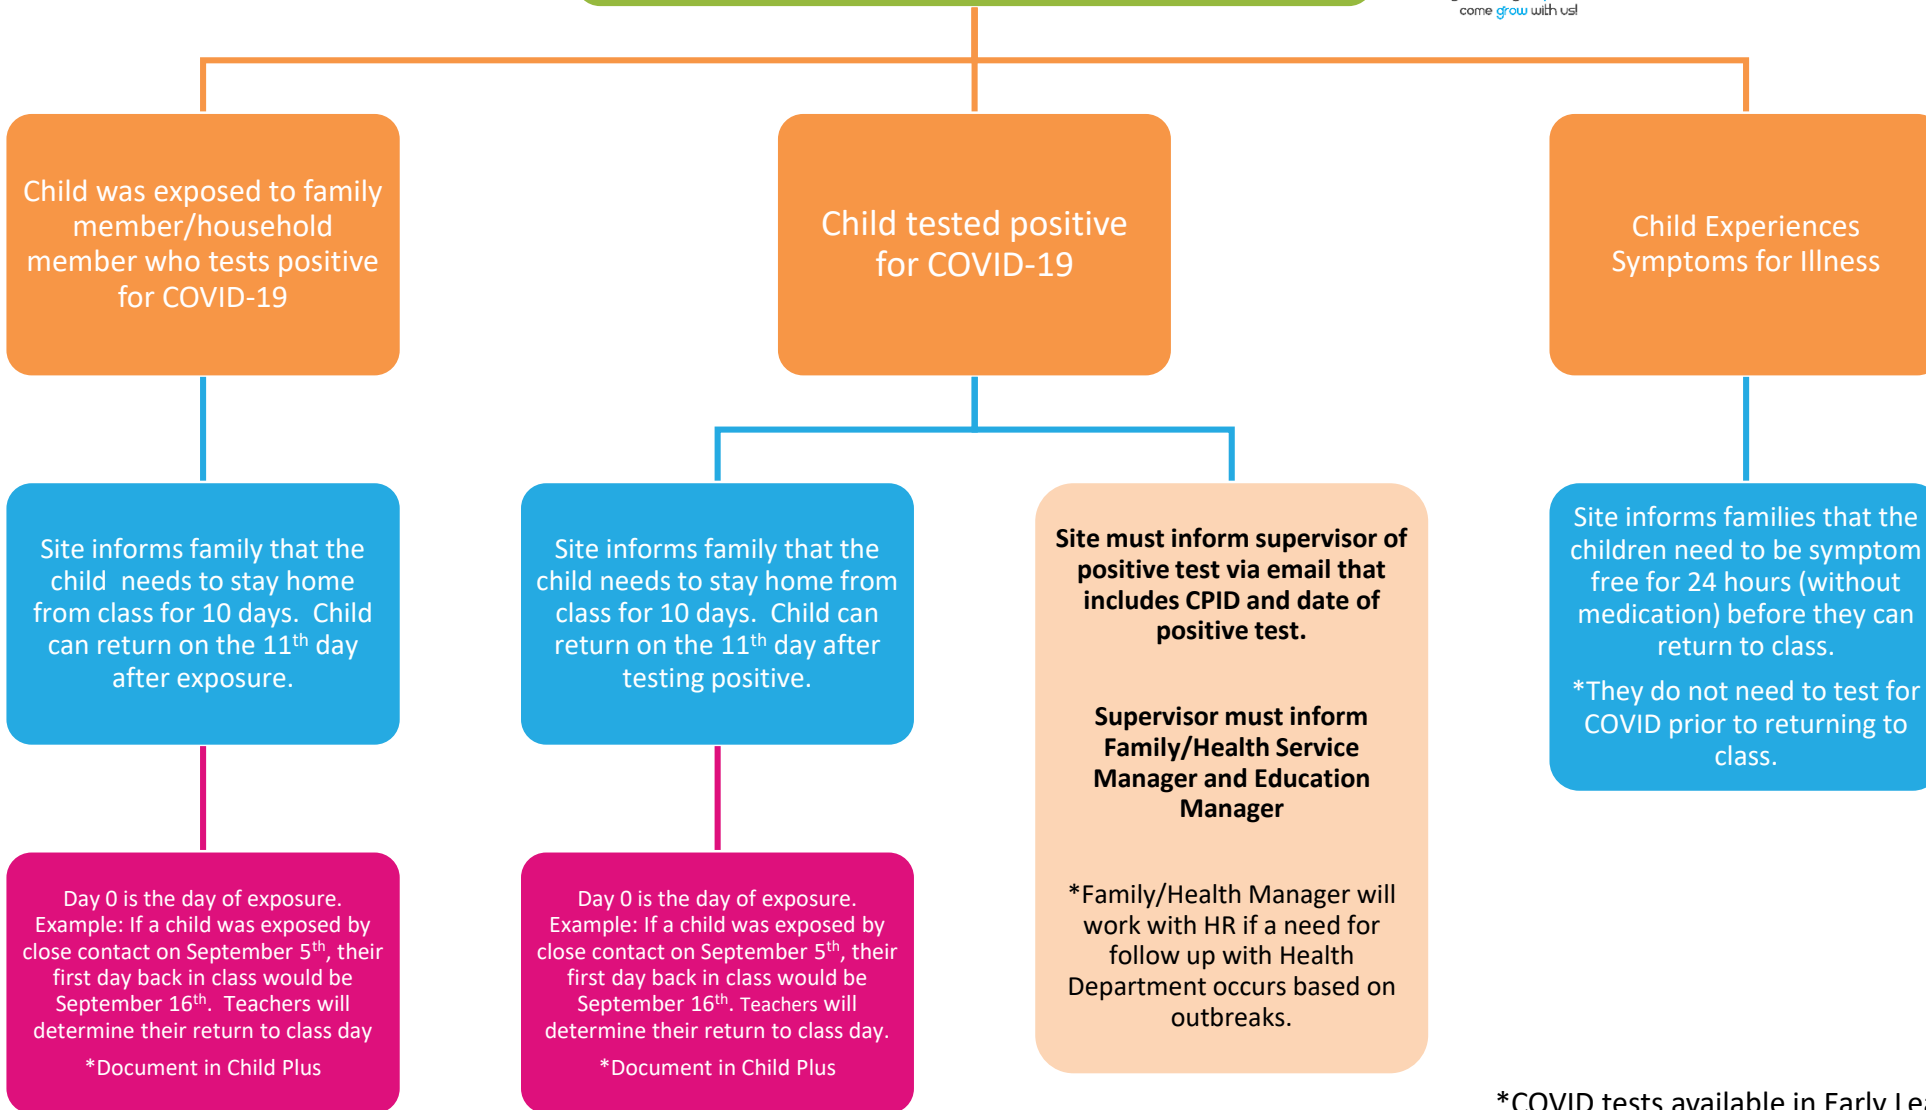 come grow with us!
Child was exposed to family
member/household
member who tests positive
for COVID-19
Child tested positive
for COVID-19
Child Experiences
Symptoms for Illness
Site informs family that the
child needs to stay home
from class for 10 days. Child
can return on the 11th day
after exposure.
Site informs family that the
child needs to stay home from
class for 10 days. Child can
return on the 11th day after
testing positive.
Site must inform supervisor of
positive test via email that
includes CPID and date of
positive test.
Supervisor must inform
Family/Health Service
Manager and Education
Manager
*Family/Health Manager will
work with HR if a need for
follow up with Health
Department occurs based on
outbreaks.
Site informs families that the
children need to be symptom
free for 24 hours (without
medication) before they can
return to class.
*They do not need to test for
COVID prior to returning to
class.
Day 0 is the day of exposure.
Example: If a child was exposed by
close contact on September 5th, their
first day back in class would be
September 16th. Teachers will
determine their return to class day
*Document in Child Plus
Day 0 is the day of exposure.
Example: If a child was exposed by
close contact on September 5th, their
first day back in class would be
September 16th. Teachers will
determine their return to class day.
*Document in Child Plus
*COVID tests available in Early